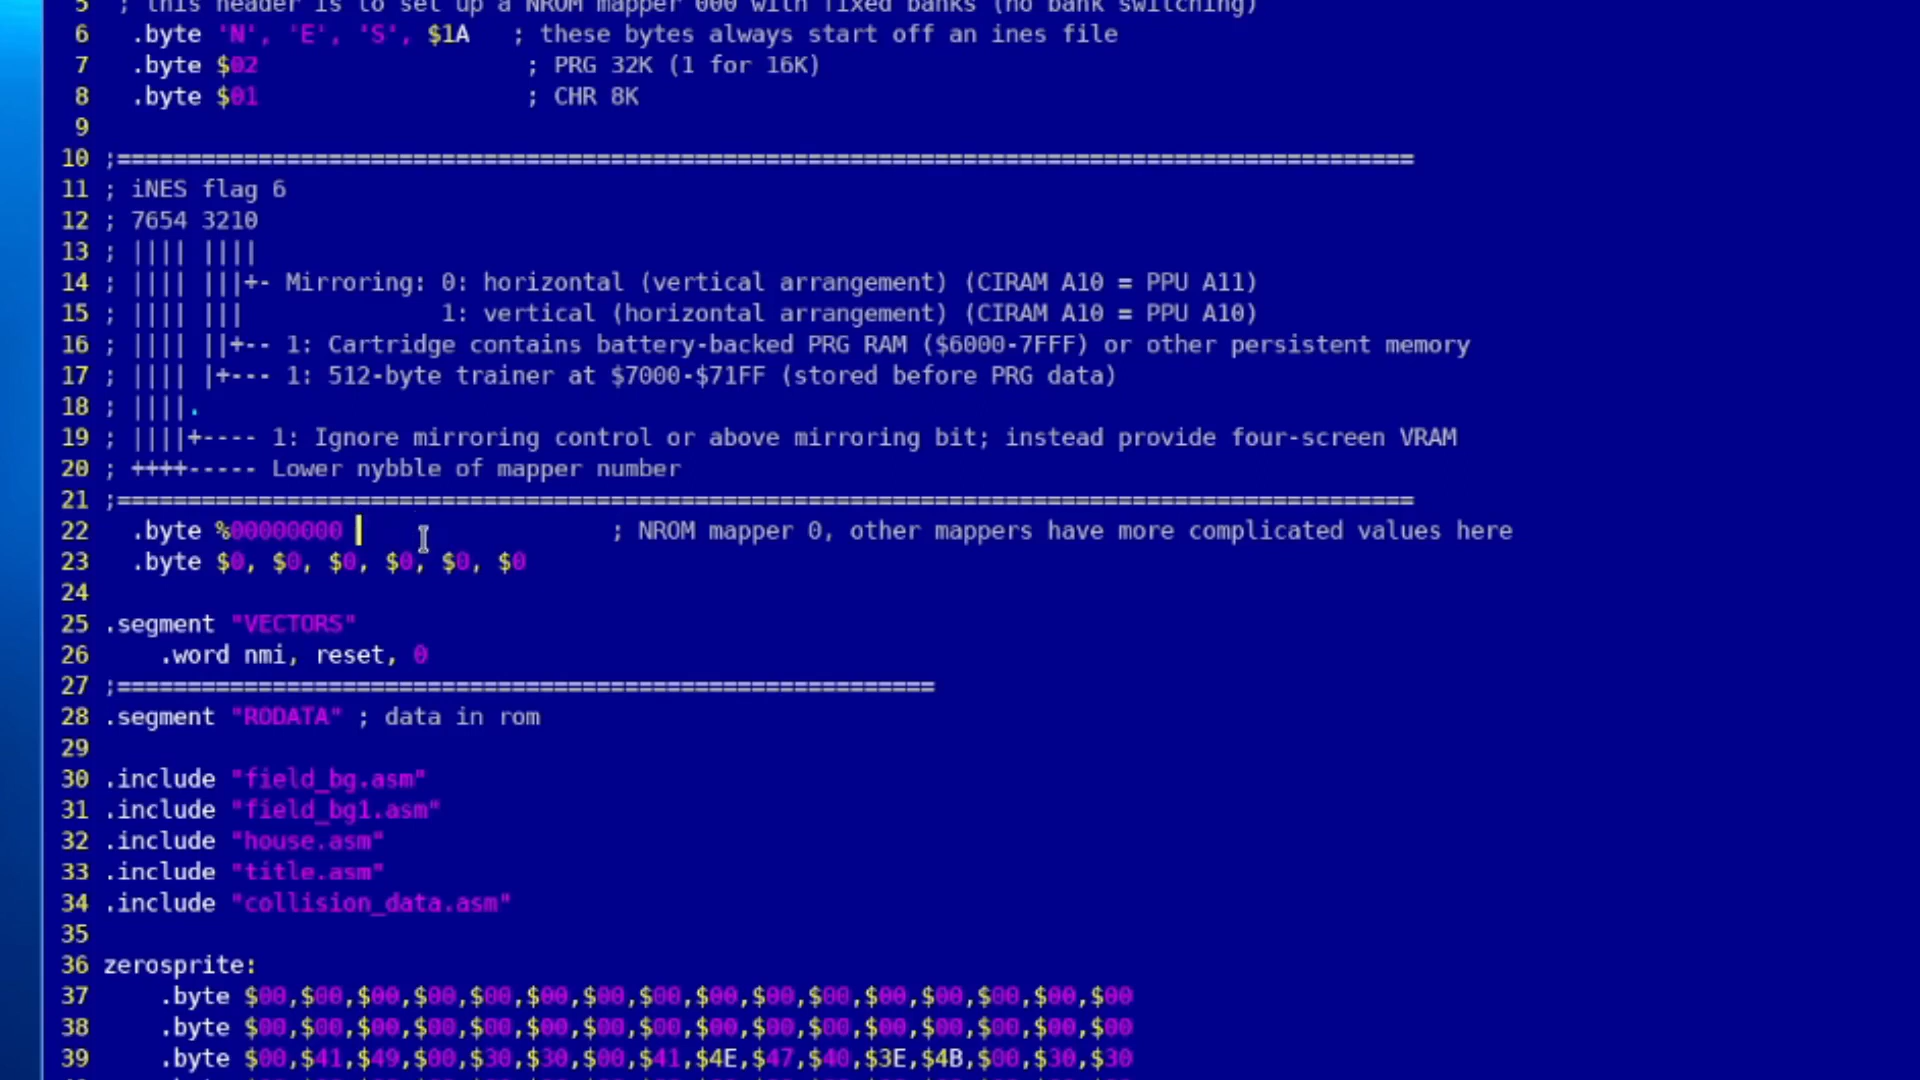 5 ; this header is to set up a NROM mapper 000 with fixed banks (no bank switching)
6   .byte 'N', 'E', 'S', $1A   ; these bytes always start off an ines file
7   .byte $02                   ; PRG 32K (1 for 16K)
8   .byte $01                   ; CHR 8K
9
10 ;============================================================================================
11 ; iNES flag 6
12 ; 7654 3210
13 ; |||| ||||
14 ; |||| |||+- Mirroring: 0: horizontal (vertical arrangement) (CIRAM A10 = PPU A11)
15 ; |||| |||              1: vertical (horizontal arrangement) (CIRAM A10 = PPU A10)
16 ; |||| ||+-- 1: Cartridge contains battery-backed PRG RAM ($6000-7FFF) or other persistent memory
17 ; |||| |+--- 1: 512-byte trainer at $7000-$71FF (stored before PRG data)
18 ; ||||.
19 ; ||||+---- 1: Ignore mirroring control or above mirroring bit; instead provide four-screen VRAM
20 ; ++++----- Lower nybble of mapper number
21 ;============================================================================================
22   .byte %00000000                   ; NROM mapper 0, other mappers have more complicated values here
23   .byte $0, $0, $0, $0, $0, $0
24
25 .segment "VECTORS"
26     .word nmi, reset, 0
27 ;==========================================================
28 .segment "RODATA" ; data in rom
29
30 .include "field_bg.asm"
31 .include "field_bg1.asm"
32 .include "house.asm"
33 .include "title.asm"
34 .include "collision_data.asm"
35
36 zerosprite:
37     .byte $00,$00,$00,$00,$00,$00,$00,$00,$00,$00,$00,$00,$00,$00,$00,$00
38     .byte $00,$00,$00,$00,$00,$00,$00,$00,$00,$00,$00,$00,$00,$00,$00,$00
39     .byte $00,$41,$49,$00,$30,$30,$00,$41,$4E,$47,$40,$3E,$4B,$00,$30,$30